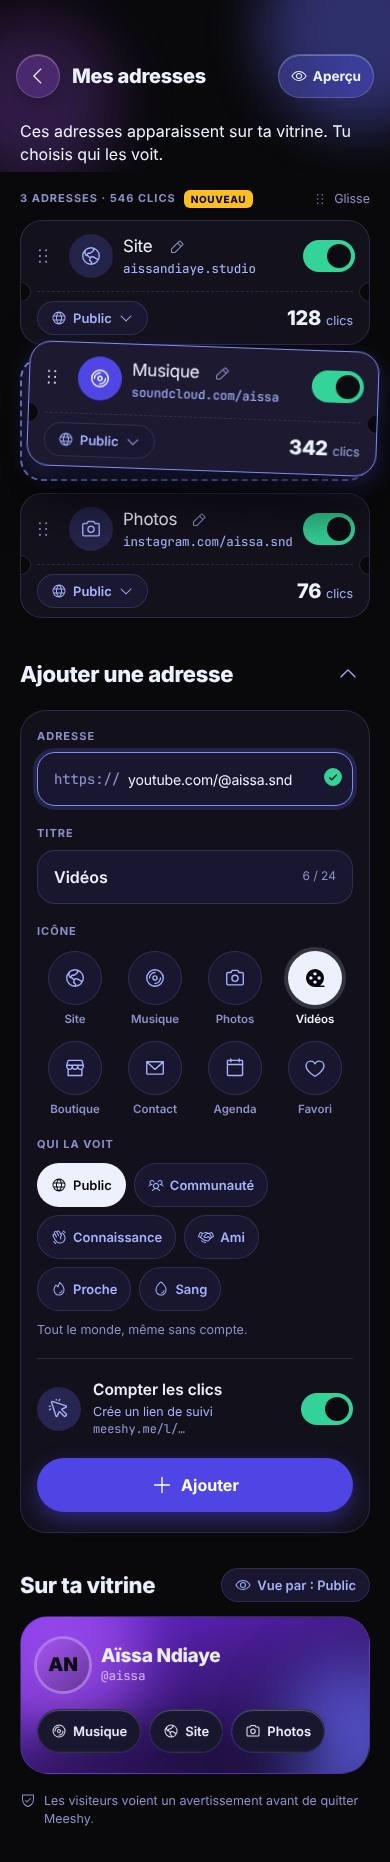 Mes adresses
Aperçu
Ces adresses apparaissent sur ta vitrine. Tu
choisis qui les voit.
3 ADRESSES · 546 CLICS NOUVEAU
Glisse
Site
aissandiaye.studio
Public
128 clics
Musique
soundcloud.com/aissa
Public
342 clics
Photos
instagram.com/aissa.snd
Public
76 clics
Ajouter une adresse
ADRESSE
https:// youtube.com/@aissa.snd
TITRE
Vidéos
6 / 24
ICÔNE
Site Musique Photos Vidéos
Boutique Contact Agenda Favori
QUI LA VOIT
Public Communauté
Connaissance Ami
Proche Sang
Tout le monde, même sans compte.
Compter les clics
Crée un lien de suivi
meeshy.me/l/…
Ajouter
Sur ta vitrine
Vue par : Public
AN
Aïssa Ndiaye
@aissa
Musique Site Photos
Les visiteurs voient un avertissement avant de quitter
Meeshy.